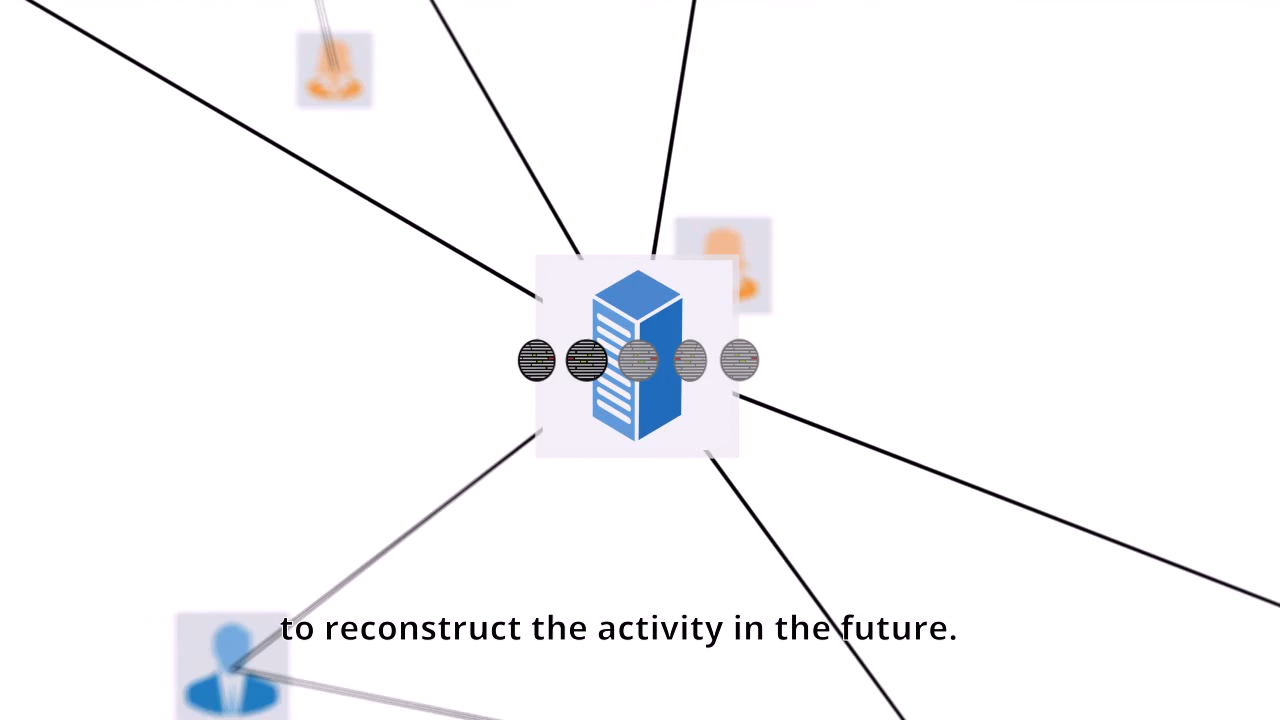 to reconstruct the activity in the future.